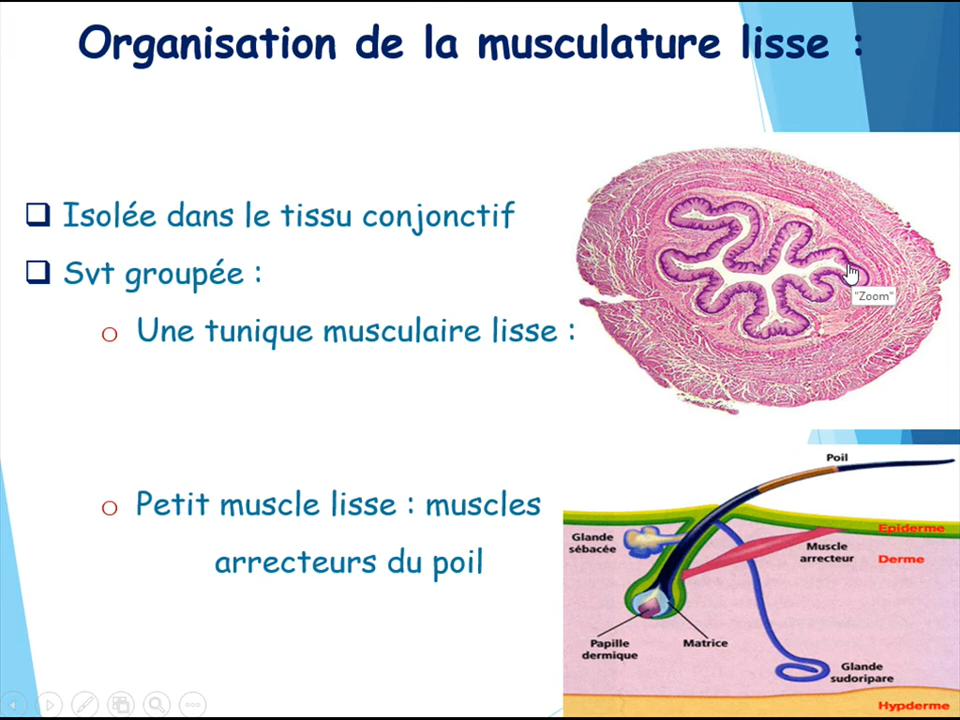 Organisation de la musculature lisse :
Isolée dans le tissu conjonctif
Svt groupée :
o Une tunique musculaire lisse :
"Zoom"
o Petit muscle lisse : muscles
arrecteurs du poil
Poil
Epiderme
Glande
sébacée
Muscle
arrecteur
Derme
Papille
dermique
Matrice
Glande
sudoripare
Hypderme